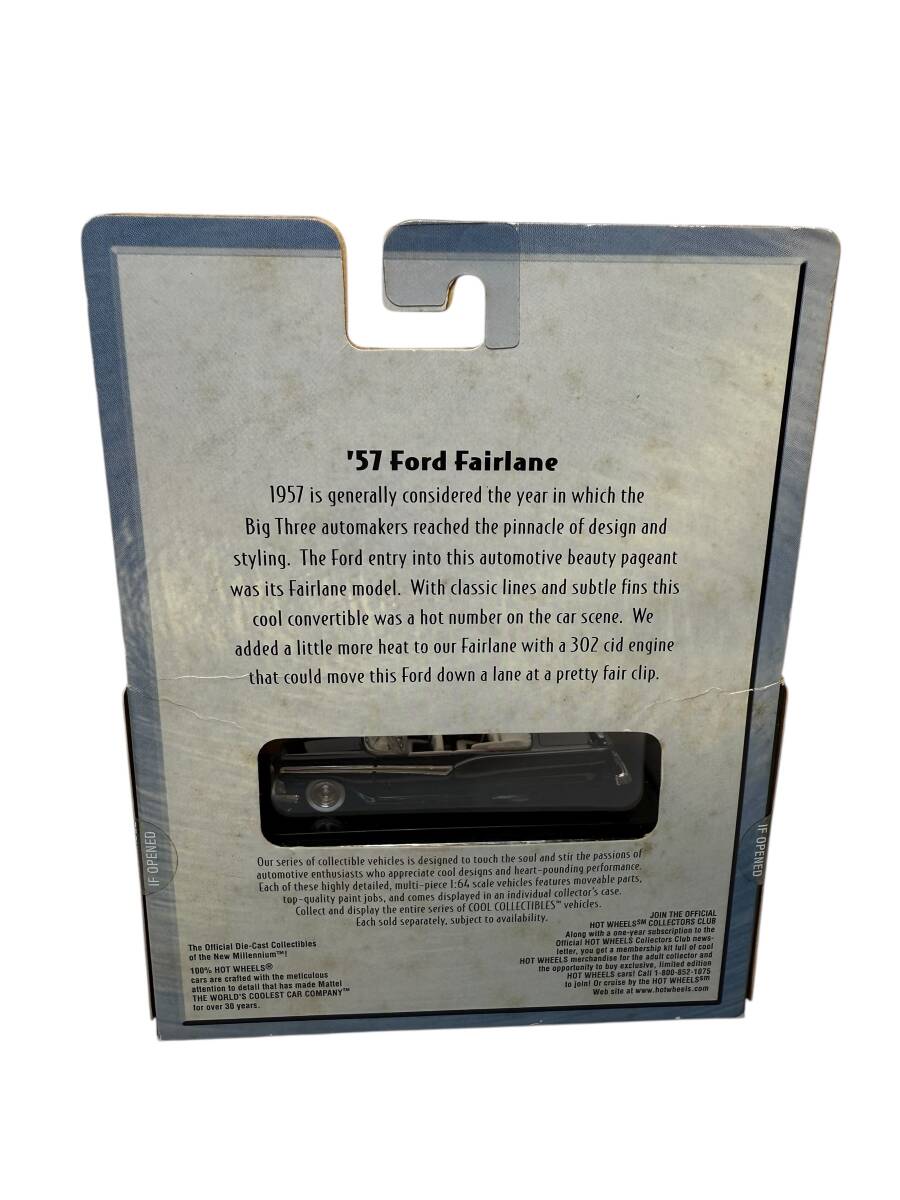 '57 Ford Fairlane
1957 is generally considered the year in which the
Big Three automakers reached the pinnacle of design and
styling. The Ford entry into this automotive beauty pageant
was its Fairlane model. With classic lines and subtle fins this
cool convertible was a hot number on the car scene. We
added a little more heat to our Fairlane with a 302 cid engine
that could move this Ford down a lane at a pretty fair clip.
IF OPENED
IF OPENED
Our series of collectible vehicles is designed to touch the soul and stir the passions of
automotive enthusiasts who appreciate cool designs and heart-pounding performance.
Each of these highly detailed, multi-piece 1:64 scale vehicles features moveable parts,
top-quality paint jobs, and comes displayed in an individual collector's case.
Collect and display the entire series of COOL COLLECTIBLES™ vehicles.
Each sold separately, subject to availability.
The Official Die-Cast Collectibles
of the New Millennium™!
100% HOT WHEELS®
cars are crafted with the meticulous
attention to detail that has made Mattel
THE WORLD'S COOLEST CAR COMPANY™
for over 30 years.
JOIN THE OFFICIAL
HOT WHEELS℠ COLLECTORS CLUB
Along with a one-year subscription to the
Official HOT WHEELS Collectors Club news-
letter, you get a membership kit full of cool
HOT WHEELS merchandise for the adult collector and
the opportunity to buy exclusive, limited edition
HOT WHEELS cars! Call 1-800-852-1075
to join! Or cruise by the HOT WHEELS℠
Web site at www.hotwheels.com